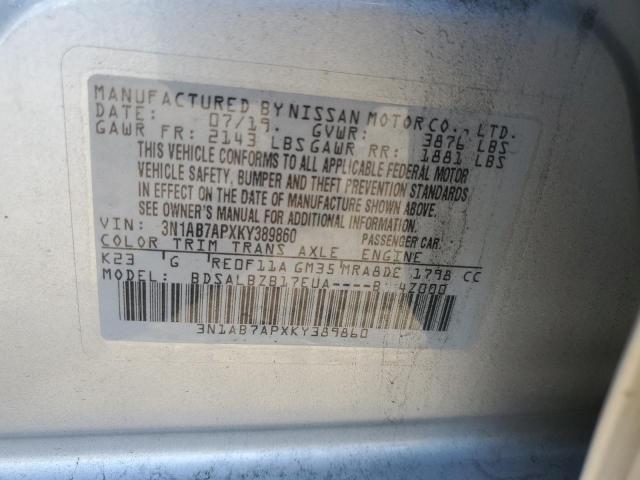 MANUFACTURED BY NISSAN MOTOR CO., LTD.
DATE: 07/19. GVWR: 3876 LBS
GAWR FR: 2143 LBS GAWR RR: 1881 LBS
THIS VEHICLE CONFORMS TO ALL APPLICABLE FEDERAL MOTOR
VEHICLE SAFETY, BUMPER AND THEFT PREVENTION STANDARDS
IN EFFECT ON THE DATE OF MANUFACTURE SHOWN ABOVE.
SEE OWNER'S MANUAL FOR ADDITIONAL INFORMATION.
VIN: 3N1AB7APXKY389860 PASSENGER CAR.
COLOR TRIM TRANS AXLE ENGINE
K23 G RE0F11A GM35 MRA8DE 1798 CC
MODEL: BDSALBZB17EUA----B 4Z000
3N1AB7APXKY389860